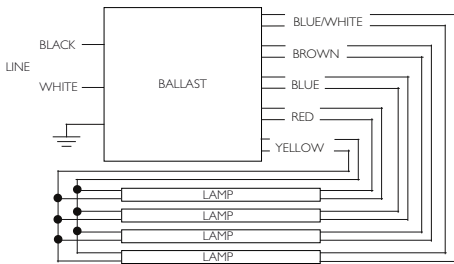 BLUE/WHITE
BLACK
BROWN
LINE
WHITE
BALLAST
BLUE
RED
YELLOW
LAMP
LAMP
LAMP
LAMP